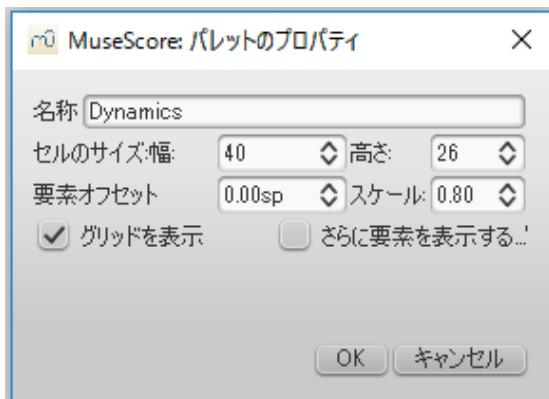 MuseScore: パレットのプロパティ
名称 Dynamics
セルのサイズ:幅: 40 高さ: 26
要素オフセット 0.00sp スケール: 0.80
グリッドを表示 さらに要素を表示する...'
OK キャンセル